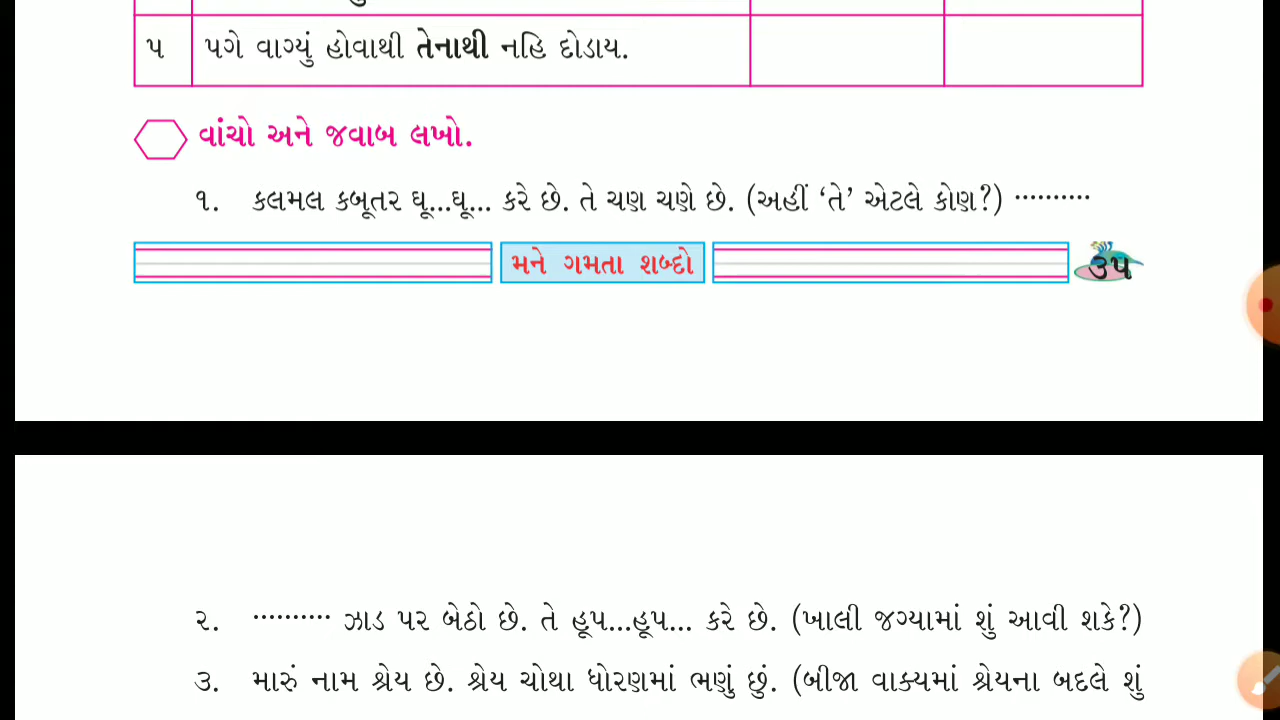 ૫ પગે વાગ્યું હોવાથી તેનાથી નહિ દોડાય.
વાંચો અને જવાબ લખો.
૧. કલમલ કબૂતર ઘૂ...ઘૂ... કરે છે. તે ચણ ચણે છે. (અહીં ‘તે’ એટલે કોણ?) ··········
મને ગમતા શબ્દો
૩૫
૨. ·········· ઝાડ પર બેઠો છે. તે હૂપ...હૂપ... કરે છે. (ખાલી જગ્યામાં શું આવી શકે?)
૩. મારું નામ શ્રેય છે. શ્રેય ચોથા ધોરણમાં ભણું છું. (બીજા વાક્યમાં શ્રેયના બદલે શું